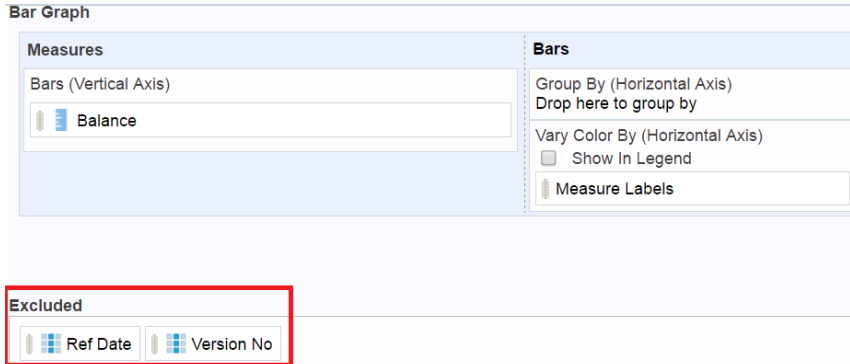 Bar Graph
Measures
Bars (Vertical Axis)
Balance
Bars
Group By (Horizontal Axis)
Drop here to group by
Vary Color By (Horizontal Axis)
Show In Legend
Measure Labels
Excluded
Ref Date
Version No